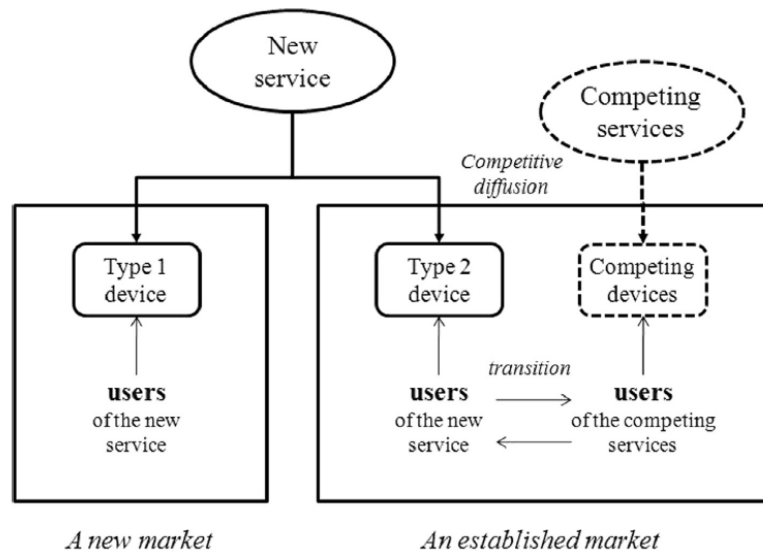 New
service
Competing
services
Competitive
diffusion
Type 1
device
Type 2
device
Competing
devices
users
of the new
service
transition
users
of the new
service
users
of the competing
services
A new market
An established market